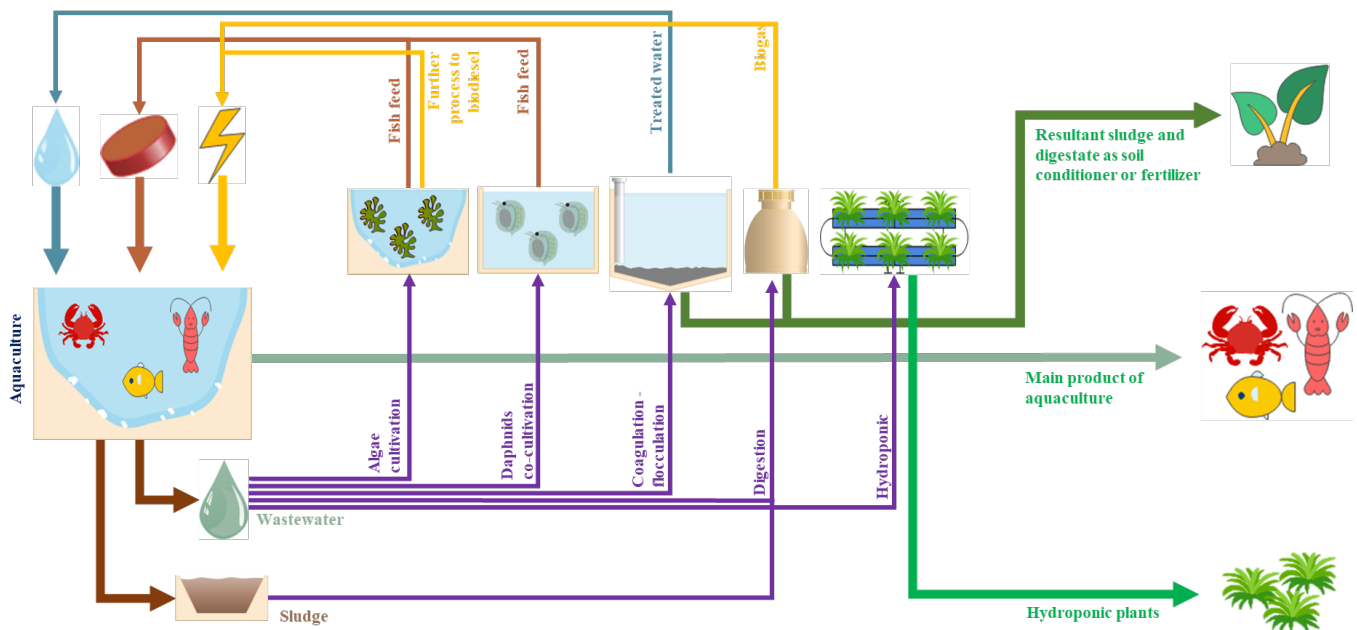 Fish feed
Further
process to
biodiesel
Fish feed
Treated water
Biogas
Resultant sludge and
digestate as soil
conditioner or fertilizer
Aquaculture
Main product of
aquaculture
Algae
cultivation
Daphnids
co-cultivation
Coagulation -
flocculation
Digestion
Hydroponic
Wastewater
Sludge
Hydroponic plants